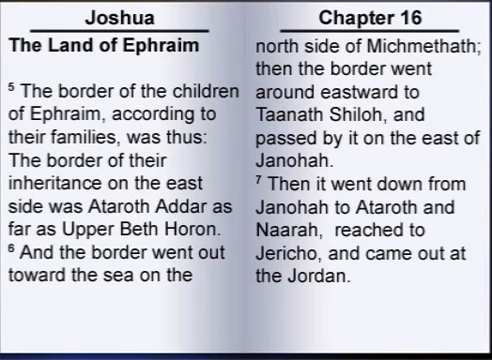 Joshua
The Land of Ephraim
⁵ The border of the children
of Ephraim, according to
their families, was thus:
The border of their
inheritance on the east
side was Ataroth Addar as
far as Upper Beth Horon.
⁶ And the border went out
toward the sea on the
Chapter 16
north side of Michmethath;
then the border went
around eastward to
Taanath Shiloh, and
passed by it on the east of
Janohah.
⁷ Then it went down from
Janohah to Ataroth and
Naarah, reached to
Jericho, and came out at
the Jordan.